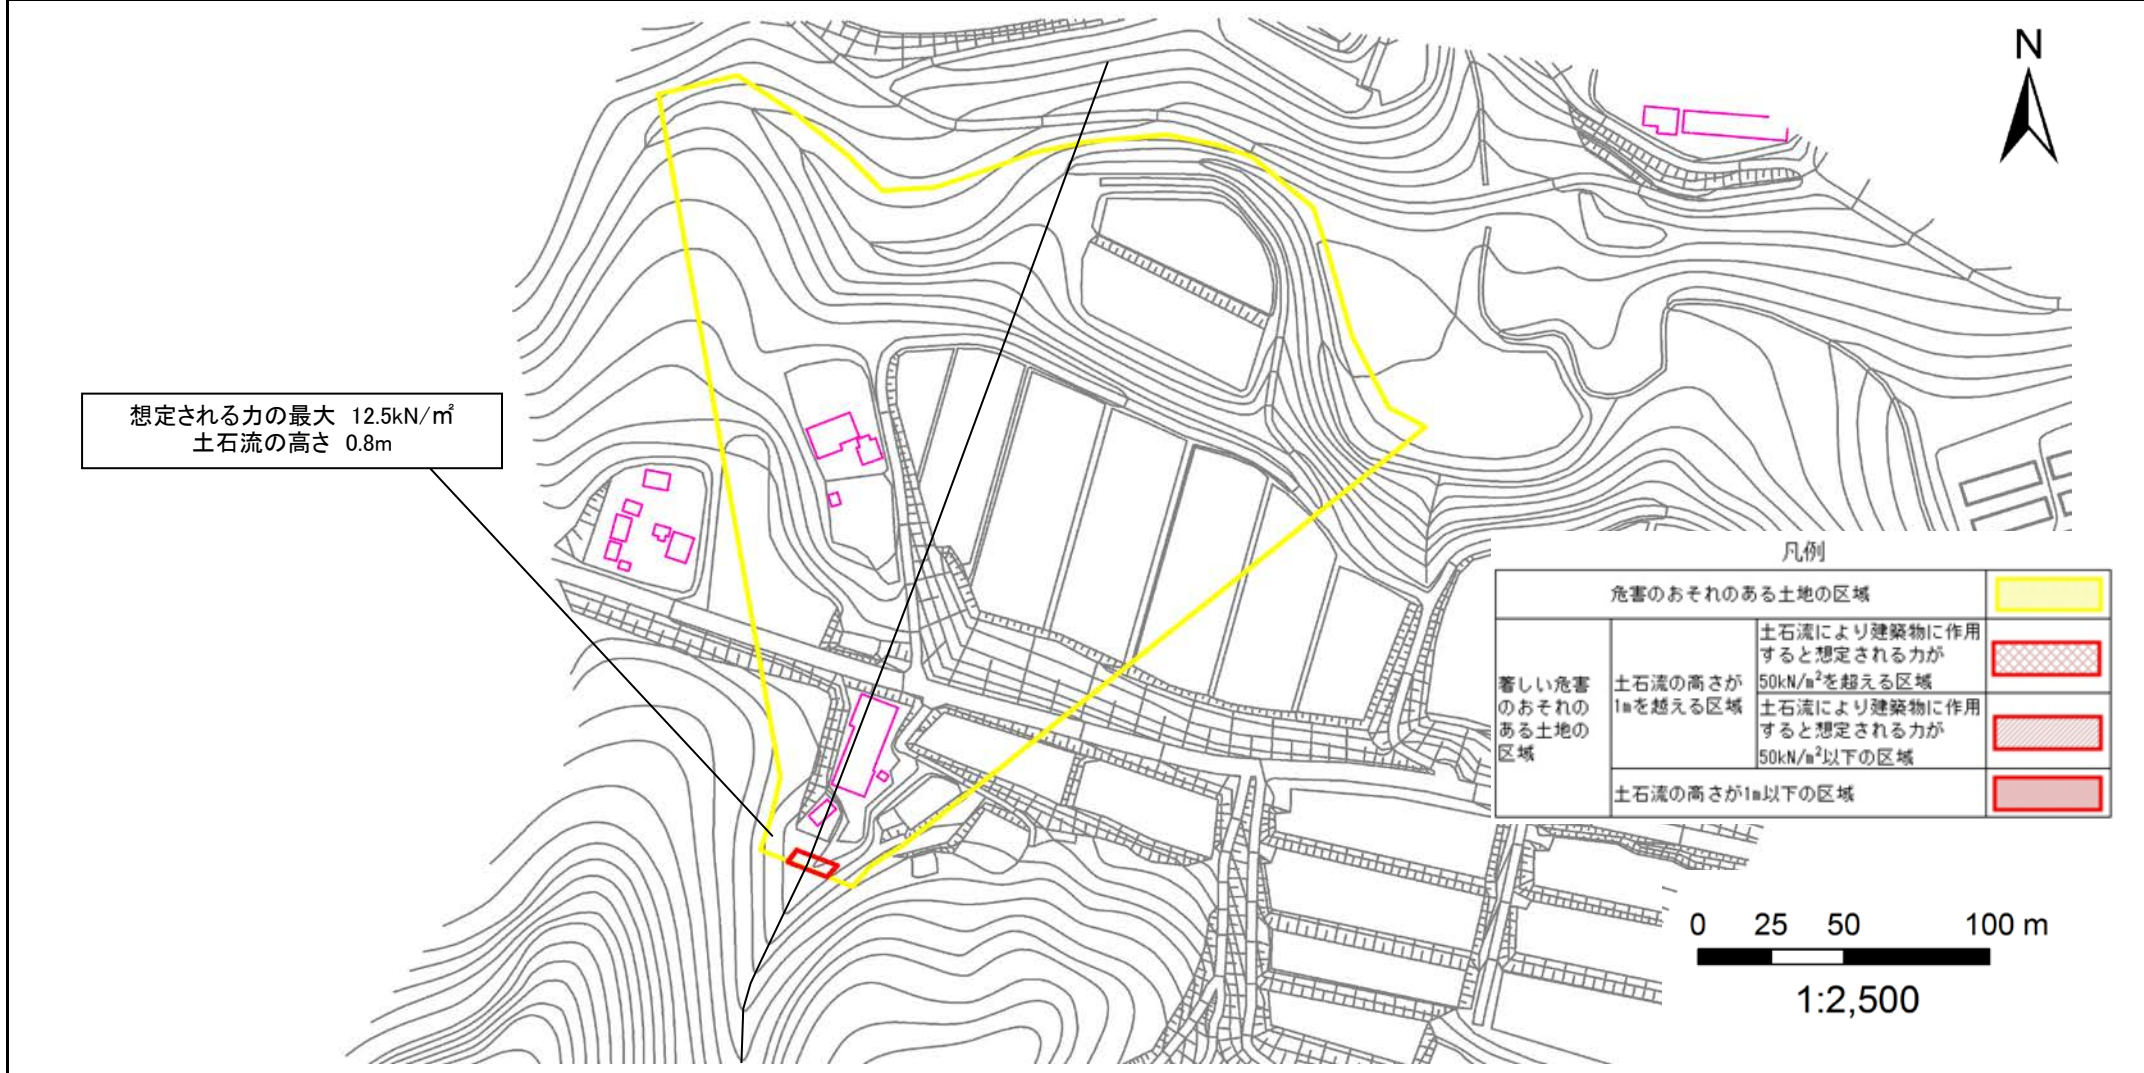 N
想定される力の最大 12.5kN/㎡
土石流の高さ 0.8m
凡例
危害のおそれのある土地の区域
著しい危害
のおそれの
ある土地の
区域
土石流の高さが
1mを越える区域
土石流により建築物に作用
すると想定される力が
50kN/m²を超える区域
土石流により建築物に作用
すると想定される力が
50kN/m²以下の区域
土石流の高さが1m以下の区域
0 25 50 100 m
1:2,500